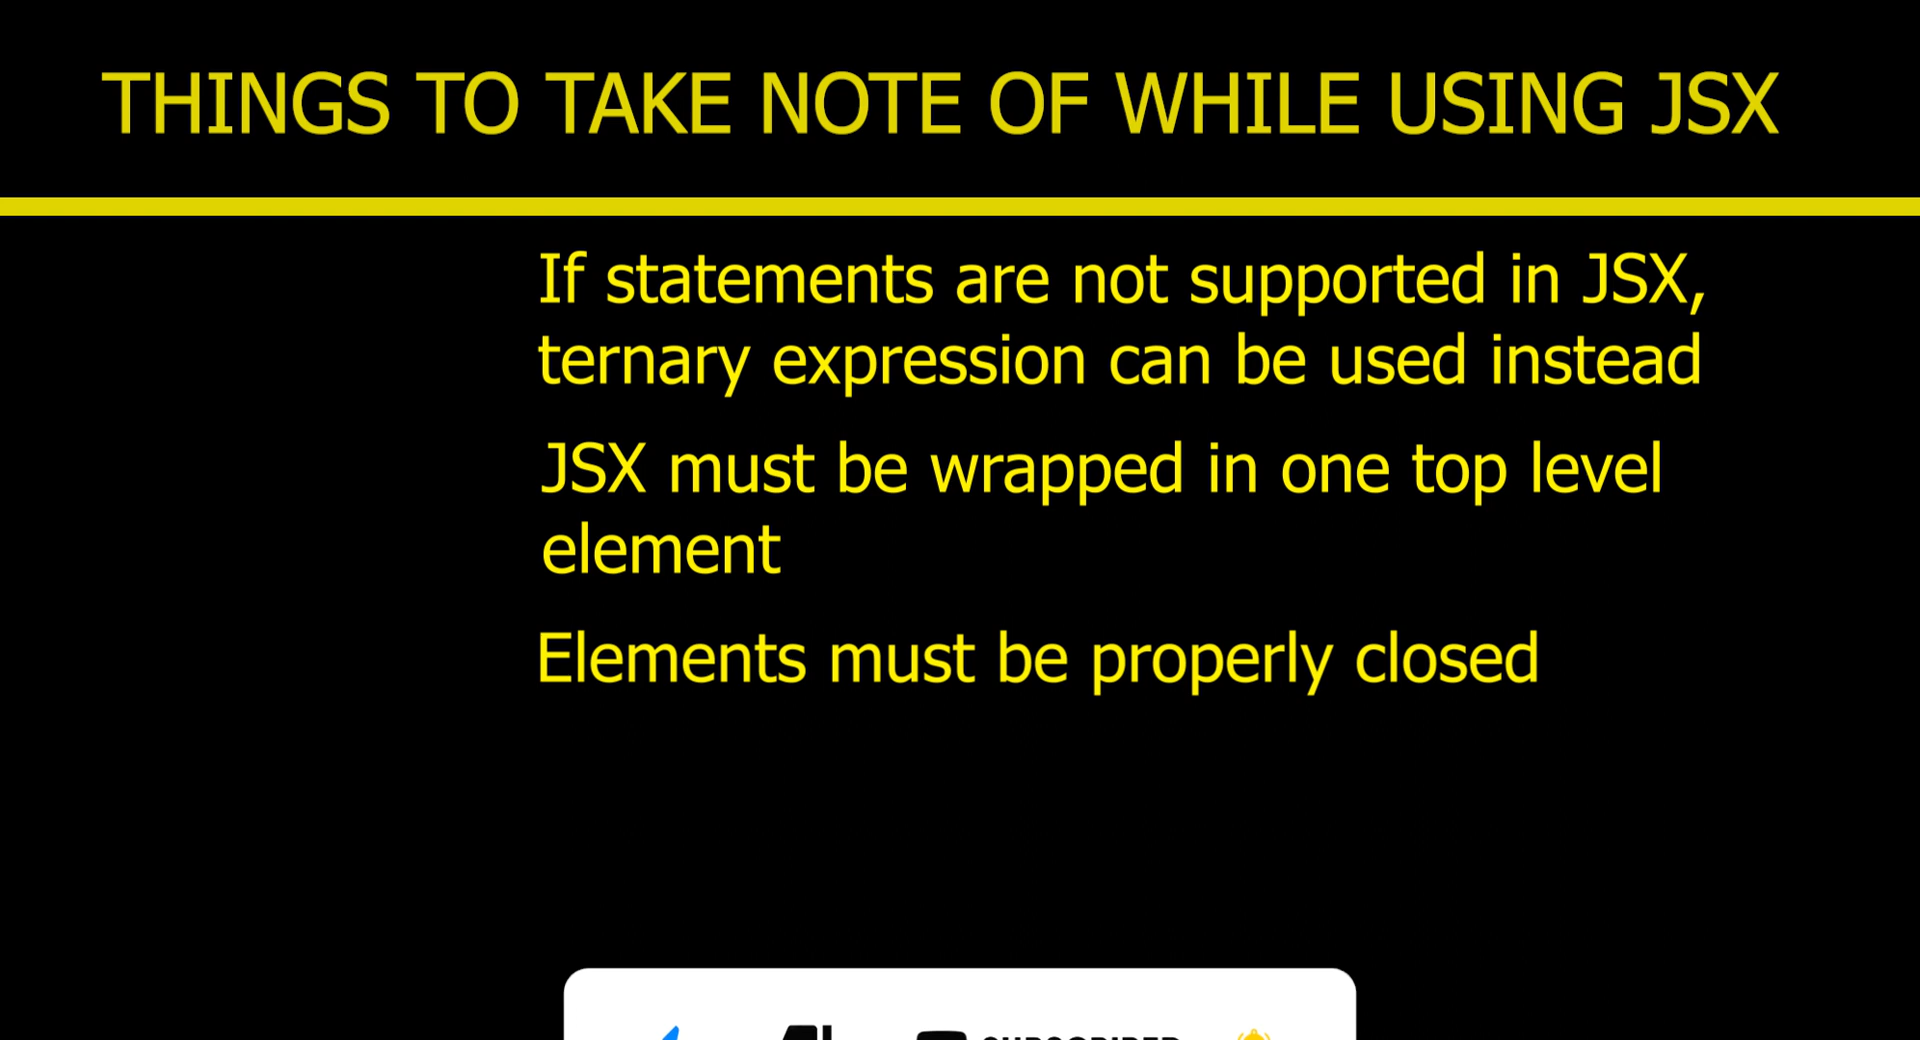 THINGS TO TAKE NOTE OF WHILE USING JSX
If statements are not supported in JSX,
ternary expression can be used instead
JSX must be wrapped in one top level
element
Elements must be properly closed